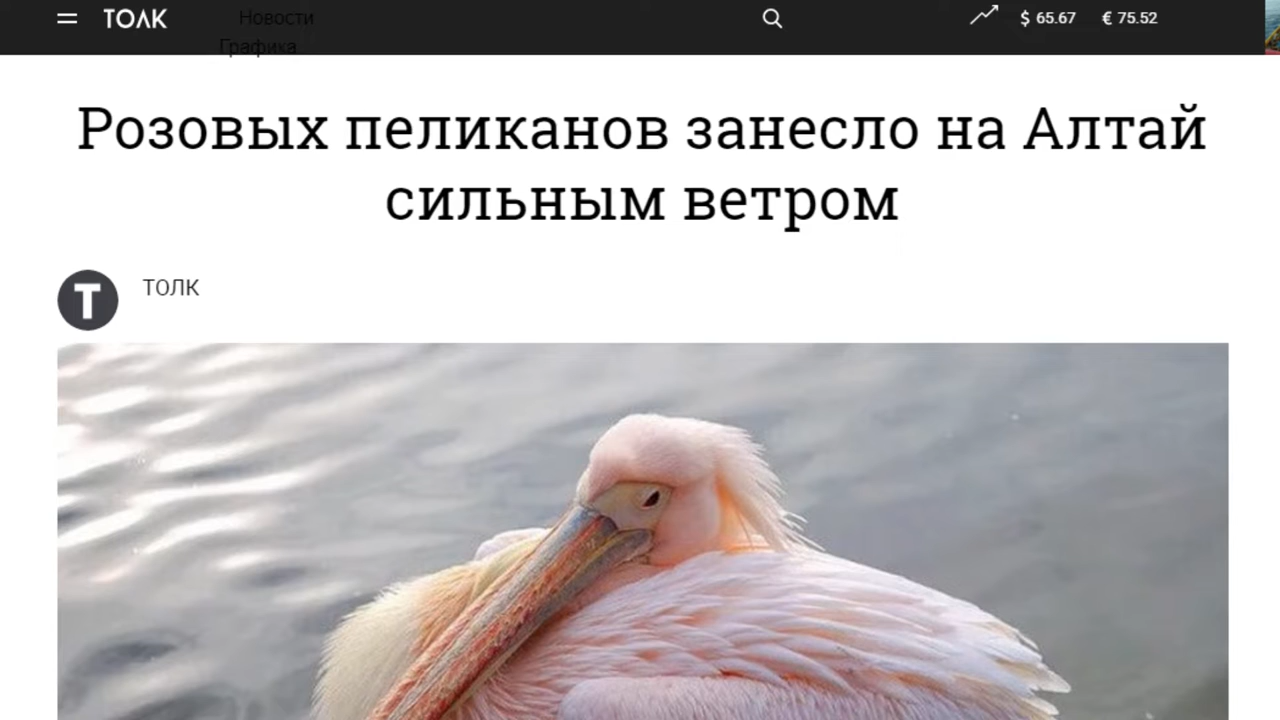 ТОЛК
Новости
$ 65.67
€ 75.52
Графика
Розовых пеликанов занесло на Алтай
сильным ветром
Т
ТОЛК